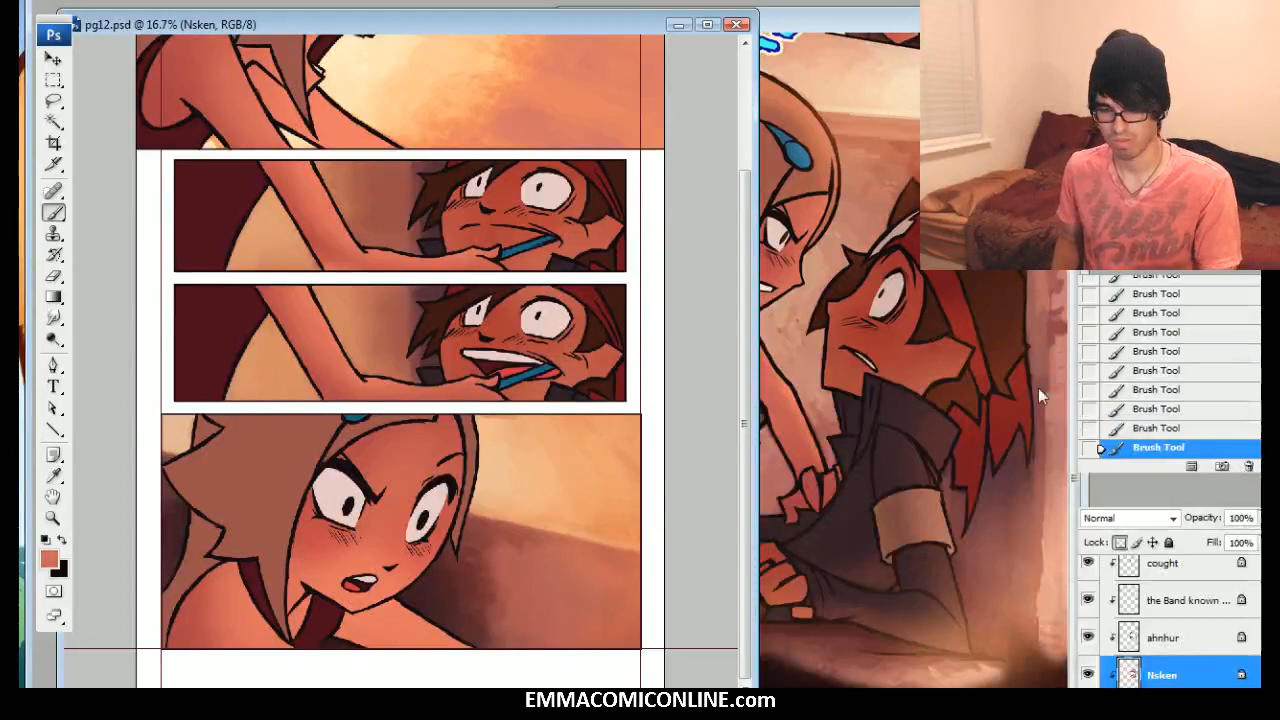 Ps
pg12.psd @ 16.7% (Nsken, RGB/8)
Brush Tool
Brush Tool
Brush Tool
Brush Tool
Brush Tool
Brush Tool
Brush Tool
Brush Tool
Brush Tool
Brush Tool
T
Normal
Opacity: 100%
Lock:
Fill: 100%
cought
the Band known ...
ahnhur
Nsken
EMMACOMICONLINE.com